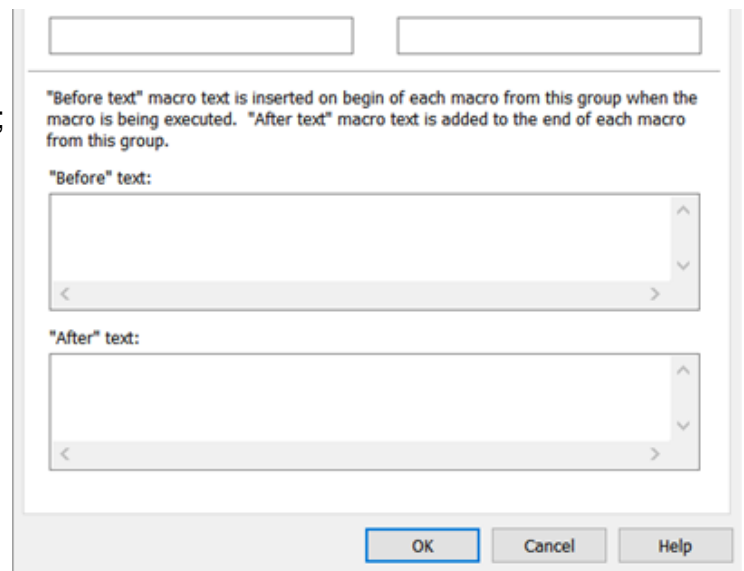 "Before text" macro text is inserted on begin of each macro from this group when the
; macro is being executed.  "After text" macro text is added to the end of each macro
from this group.
"Before" text:
"After" text:
OK Cancel Help